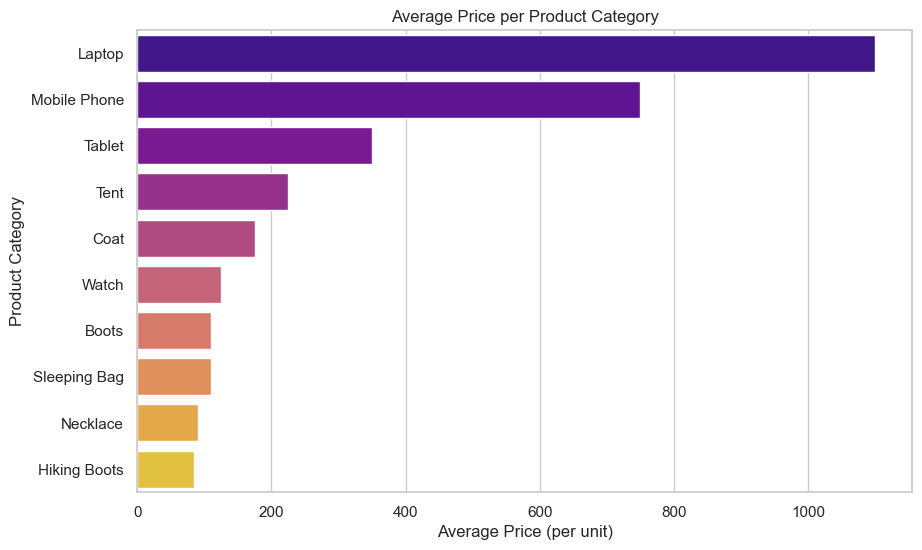 Average Price per Product Category
Product Category
Laptop
Mobile Phone
Tablet
Tent
Coat
Watch
Boots
Sleeping Bag
Necklace
Hiking Boots
0 200 400 600 800 1000
Average Price (per unit)